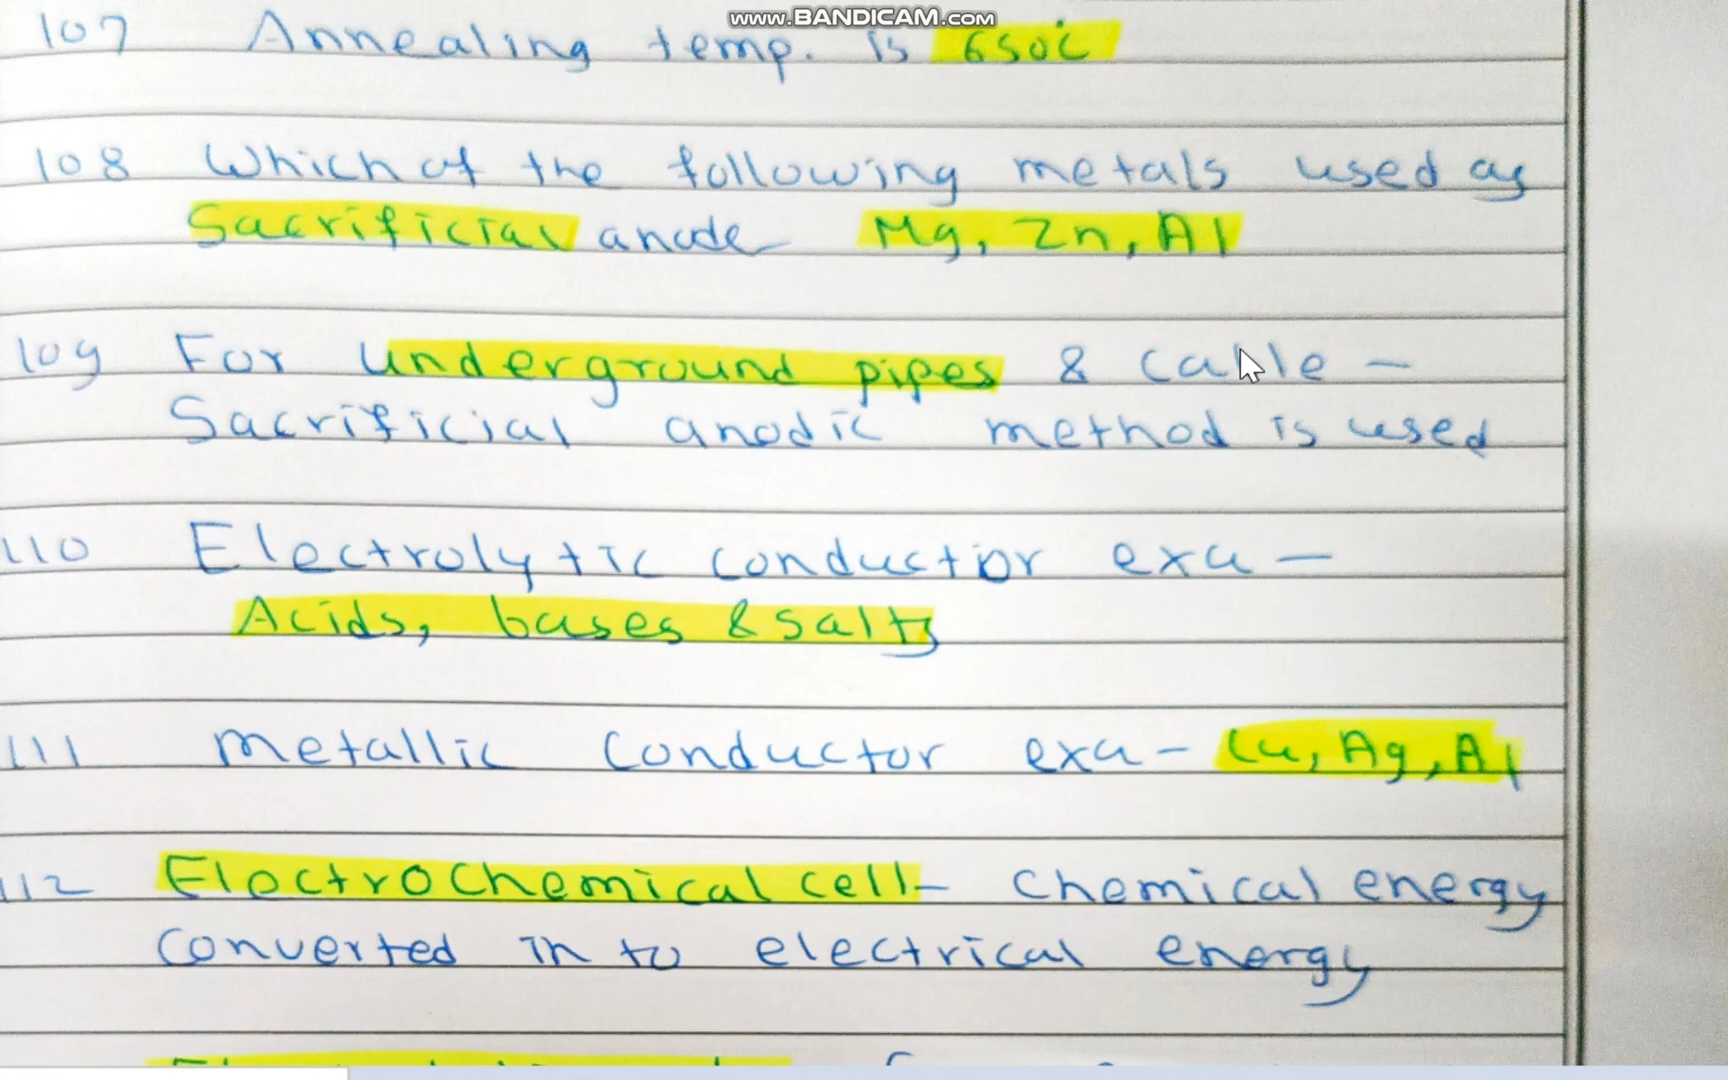 www.BANDICAM.com
107 Annealing temp. is 650°C
108 Which of the following metals used as
Sacrificial anode Mg, Zn, Al
109 For underground pipes & cable -
Sacrificial anodic method is used
110 Electrolytic conductor exa -
Acids, bases & salts
111 metallic conductor exa - Cu, Ag, Al
112 ElectroChemical cell - chemical energy
converted in to electrical energy